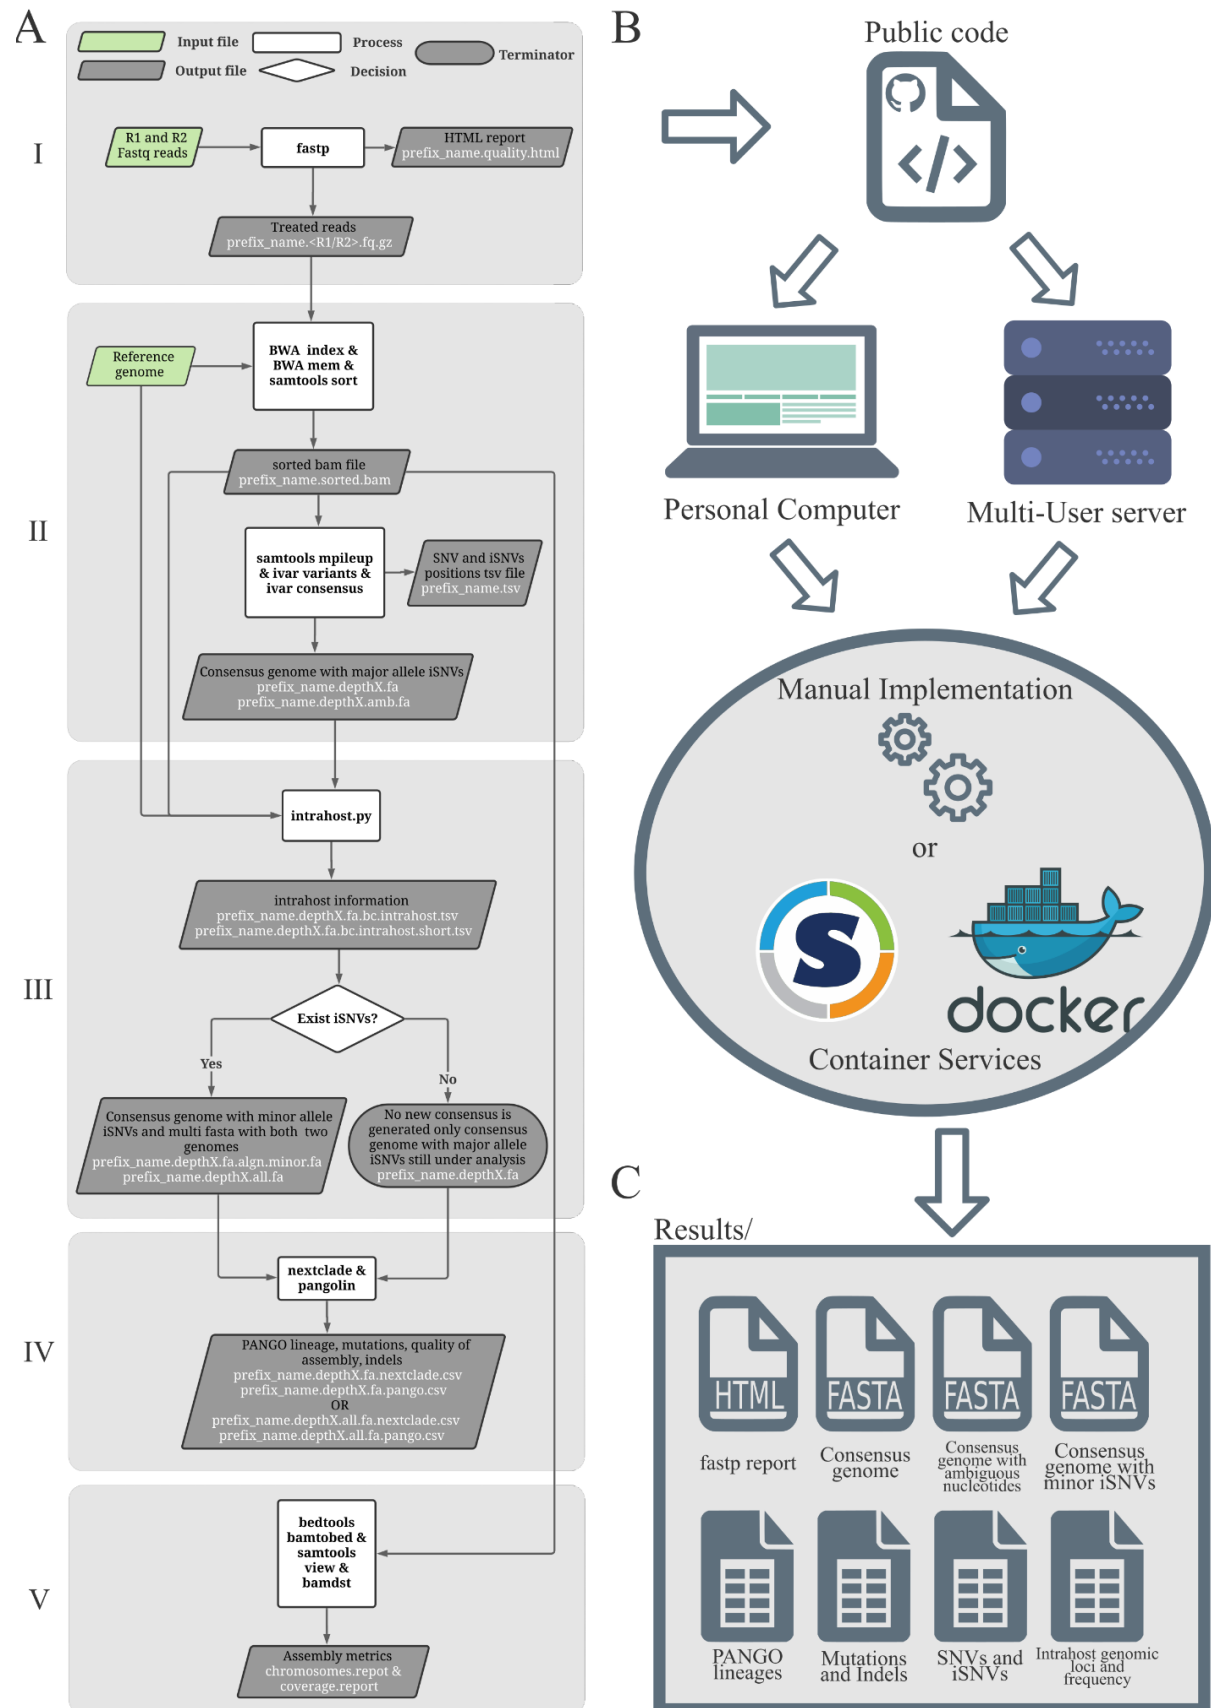 A
Input file
Process
Terminator
Output file
Decision
I
R1 and R2
Fastq reads
fastp
HTML report
prefix_name.quality.html
Treated reads
prefix_name.<R1/R2>.fq.gz
II
Reference
genome
BWA index &
BWA mem &
samtools sort
sorted bam file
prefix_name.sorted.bam
samtools mpileup
& ivar variants &
ivar consensus
SNV and iSNVs
positions tsv file
prefix_name.tsv
Consensus genome with major allele iSNVs
prefix_name.depthX.fa
prefix_name.depthX.amb.fa
III
intrahost.py
intrahost information
prefix_name.depthX.fa.bc.intrahost.tsv
prefix_name.depthX.fa.bc.intrahost.short.tsv
Exist iSNVs?
Yes
No
Consensus genome with minor allele
iSNVs and multi fasta with both two
genomes
prefix_name.depthX.fa.algn.minor.fa
prefix_name.depthX.all.fa
No new consensus is
generated only consensus
genome with major allele
iSNVs still under analysis
prefix_name.depthX.fa
IV
nextclade &
pangolin
PANGO lineage, mutations, quality of
assembly, indels
prefix_name.depthX.fa.nextclade.csv
prefix_name.depthX.fa.pango.csv
OR
prefix_name.depthX.all.fa.nextclade.csv
prefix_name.depthX.all.fa.pango.csv
V
bedtools
bamtobed &
samtools
view &
bamdst
Assembly metrics
chromosomes.repot &
coverage.report
B
Public code
</>
Personal Computer
Multi-User server
Manual Implementation
or
S
docker
Container Services
C
Results/
HTML
FASTA
FASTA
FASTA
fastp report
Consensus
genome
Consensus
genome with
ambiguous
nucleotides
Consensus
genome with
minor iSNVs
PANGO
lineages
Mutations
and Indels
SNVs and
iSNVs
Intrahost genomic
loci and
frequency